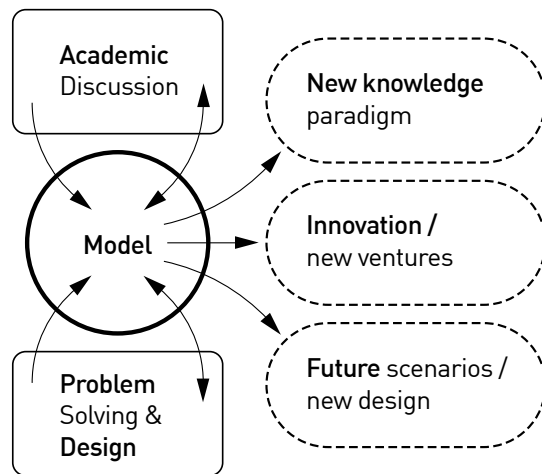 Academic
Discussion
New knowledge
paradigm
Model
Innovation /
new ventures
Problem
Solving &
Design
Future scenarios /
new design